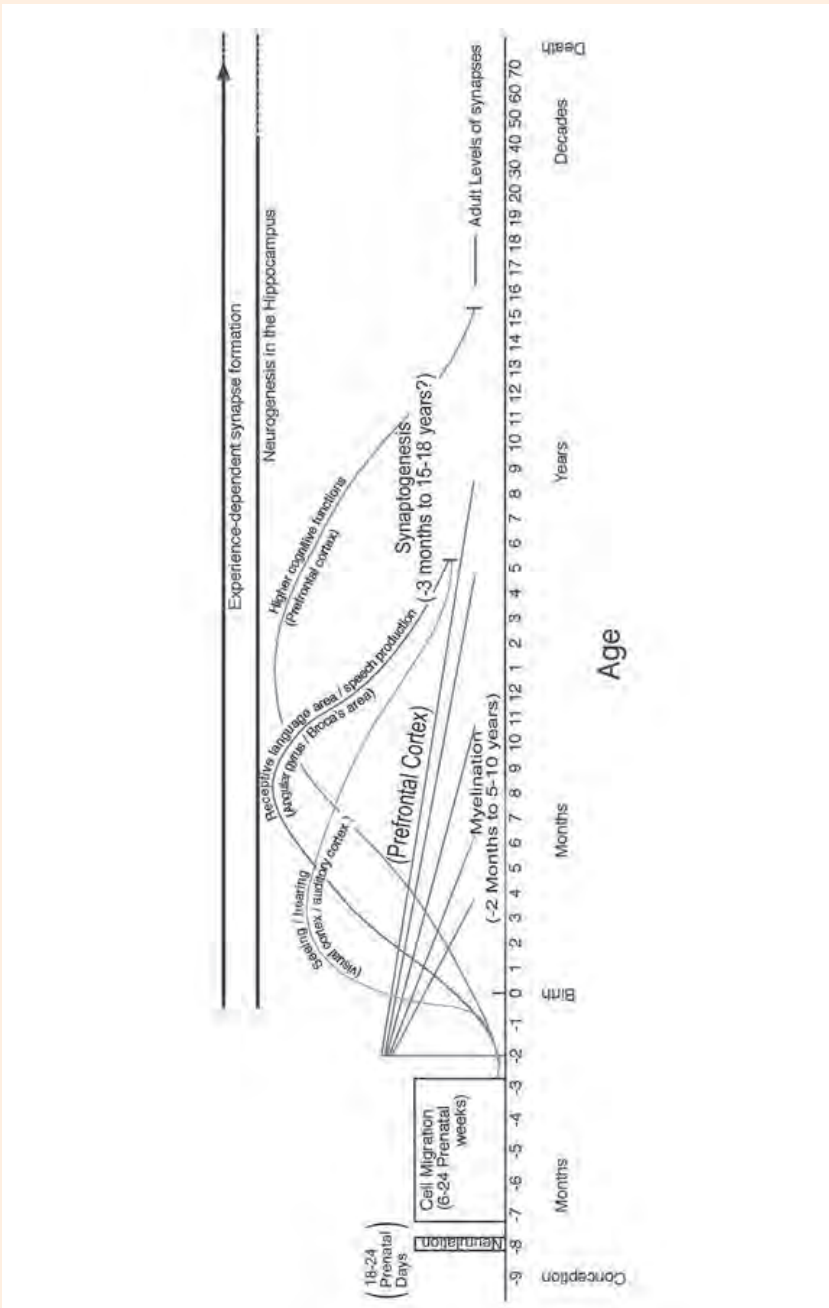 Experience-dependent synapse formation
Neurogenesis in the Hippocampus
Higher cognitive functions
(Prefrontal cortex)
Receptive language area / speech production
(Angular gyrus / Broca's area)
Seeing / hearing
(visual cortex / auditory cortex )
Synaptogenesis
(-3 months to 15-18 years?)
Adult Levels of synapses
(Prefrontal Cortex)
Myelination
(-2 Months to 5-10 years)
(18-24
Prenatal
Days)
Neurulation
Cell Migration
(6-24 Prenatal
weeks)
-9 -8 -7 -6 -5 -4 -3 -2 -1 0 1 2 3 4 5 6 7 8 9 10 11 12 1 2 3 4 5 6 7 8 9 10 11 12 13 14 15 16 17 18 19 20 30 40 50 60 70
Conception
Months
Birth
Months
Years
Decades
Death
Age